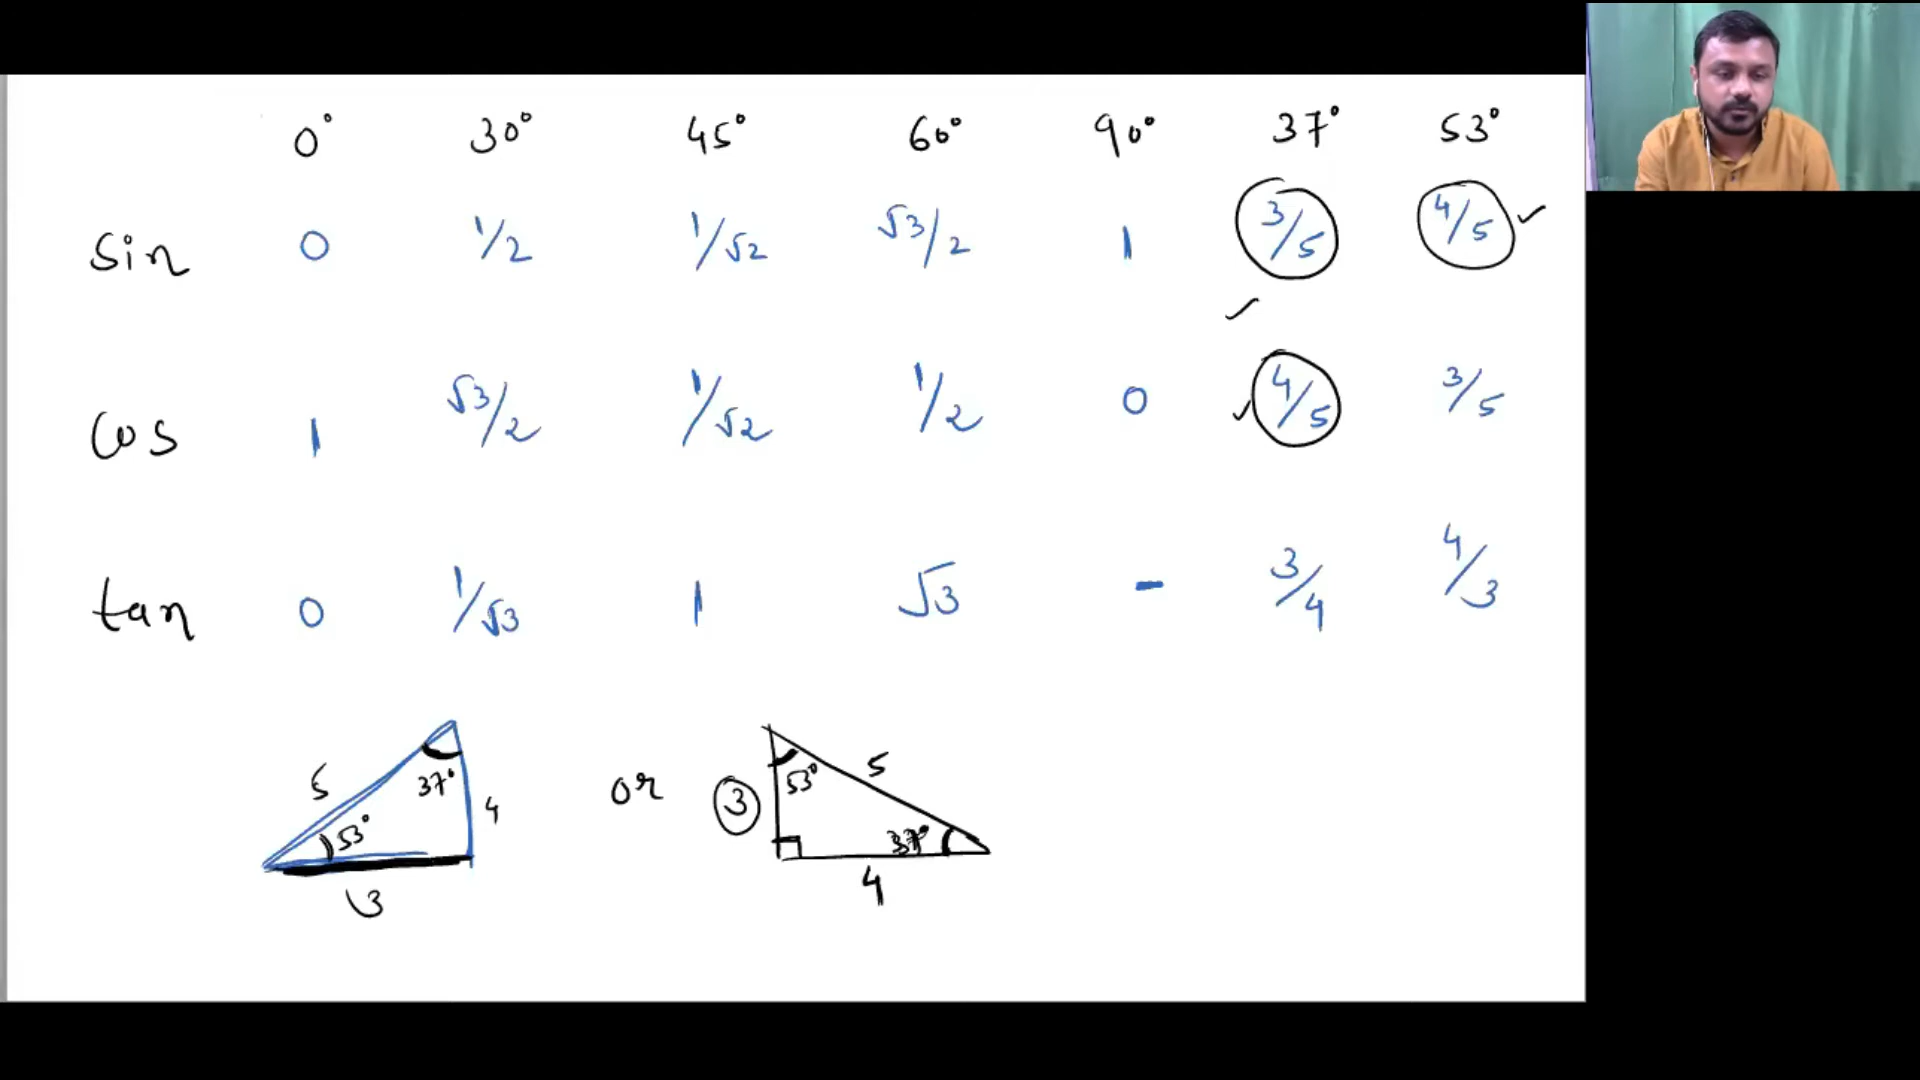 0° 30° 45° 60° 90° 37° 53°
sin 0 1/2 1/√2 √3/2 1 3/5 4/5
cos 1 √3/2 1/√2 1/2 0 4/5 3/5
tan 0 1/√3 1 √3 - 3/4 4/3
5 37° 53° 4 3
or
3 53° 5 37° 4